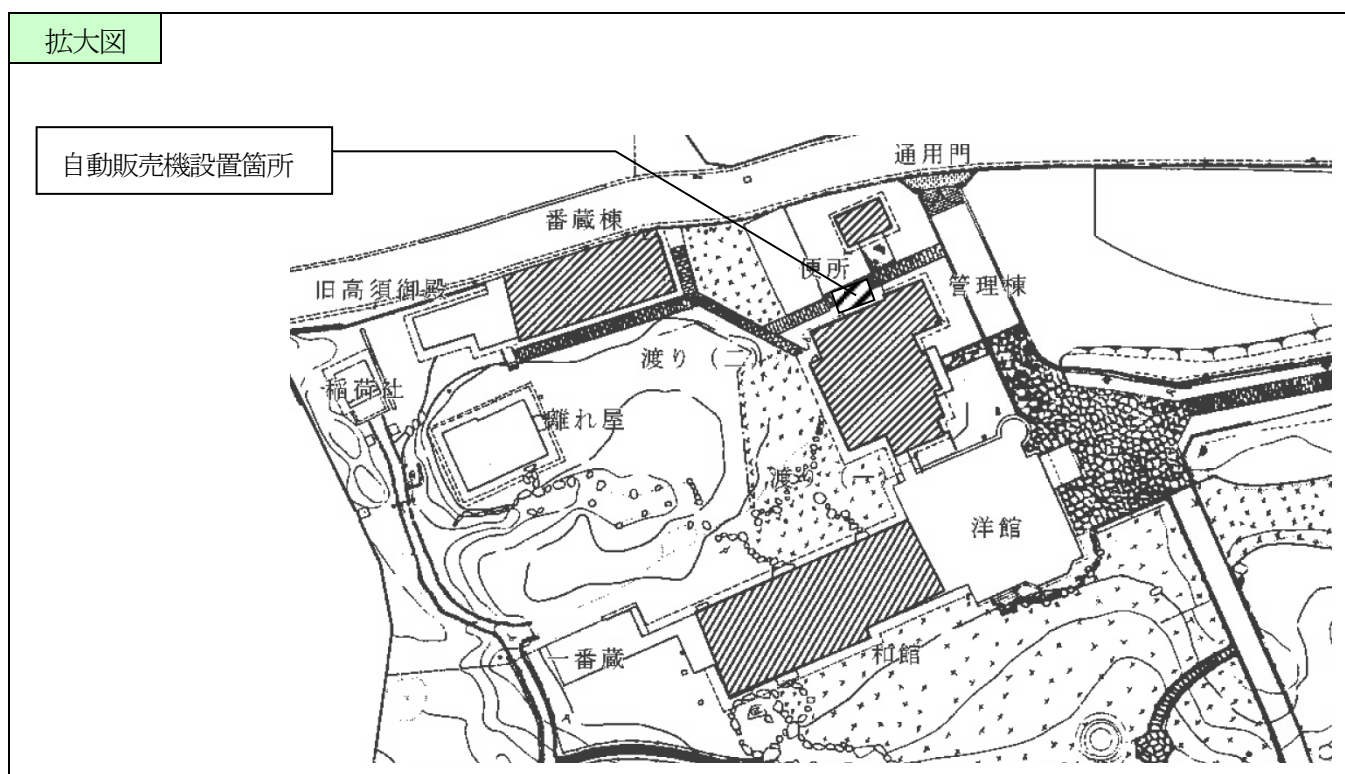 拡大図
自動販売機設置箇所
通用門
番蔵棟
便所
管理棟
旧高須御殿
渡り（二）
稲荷社
離れ屋
洋館
一番蔵
和館